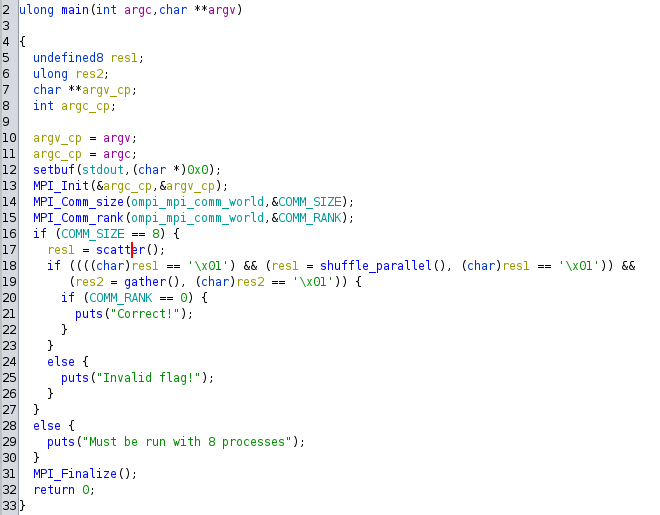 2 ulong main(int argc,char **argv)
3
4 {
5   undefined8 res1;
6   ulong res2;
7   char **argv_cp;
8   int argc_cp;
9
10   argv_cp = argv;
11   argc_cp = argc;
12   setbuf(stdout,(char *)0x0);
13   MPI_Init(&argc_cp,&argv_cp);
14   MPI_Comm_size(ompi_mpi_comm_world,&COMM_SIZE);
15   MPI_Comm_rank(ompi_mpi_comm_world,&COMM_RANK);
16   if (COMM_SIZE == 8) {
17     res1 = scatter();
18     if ((((char)res1 == '\x01') && (res1 = shuffle_parallel(), (char)res1 == '\x01')) &&
19        (res2 = gather(), (char)res2 == '\x01')) {
20       if (COMM_RANK == 0) {
21         puts("Correct!");
22       }
23     }
24     else {
25       puts("Invalid flag!");
26     }
27   }
28   else {
29     puts("Must be run with 8 processes");
30   }
31   MPI_Finalize();
32   return 0;
33 }